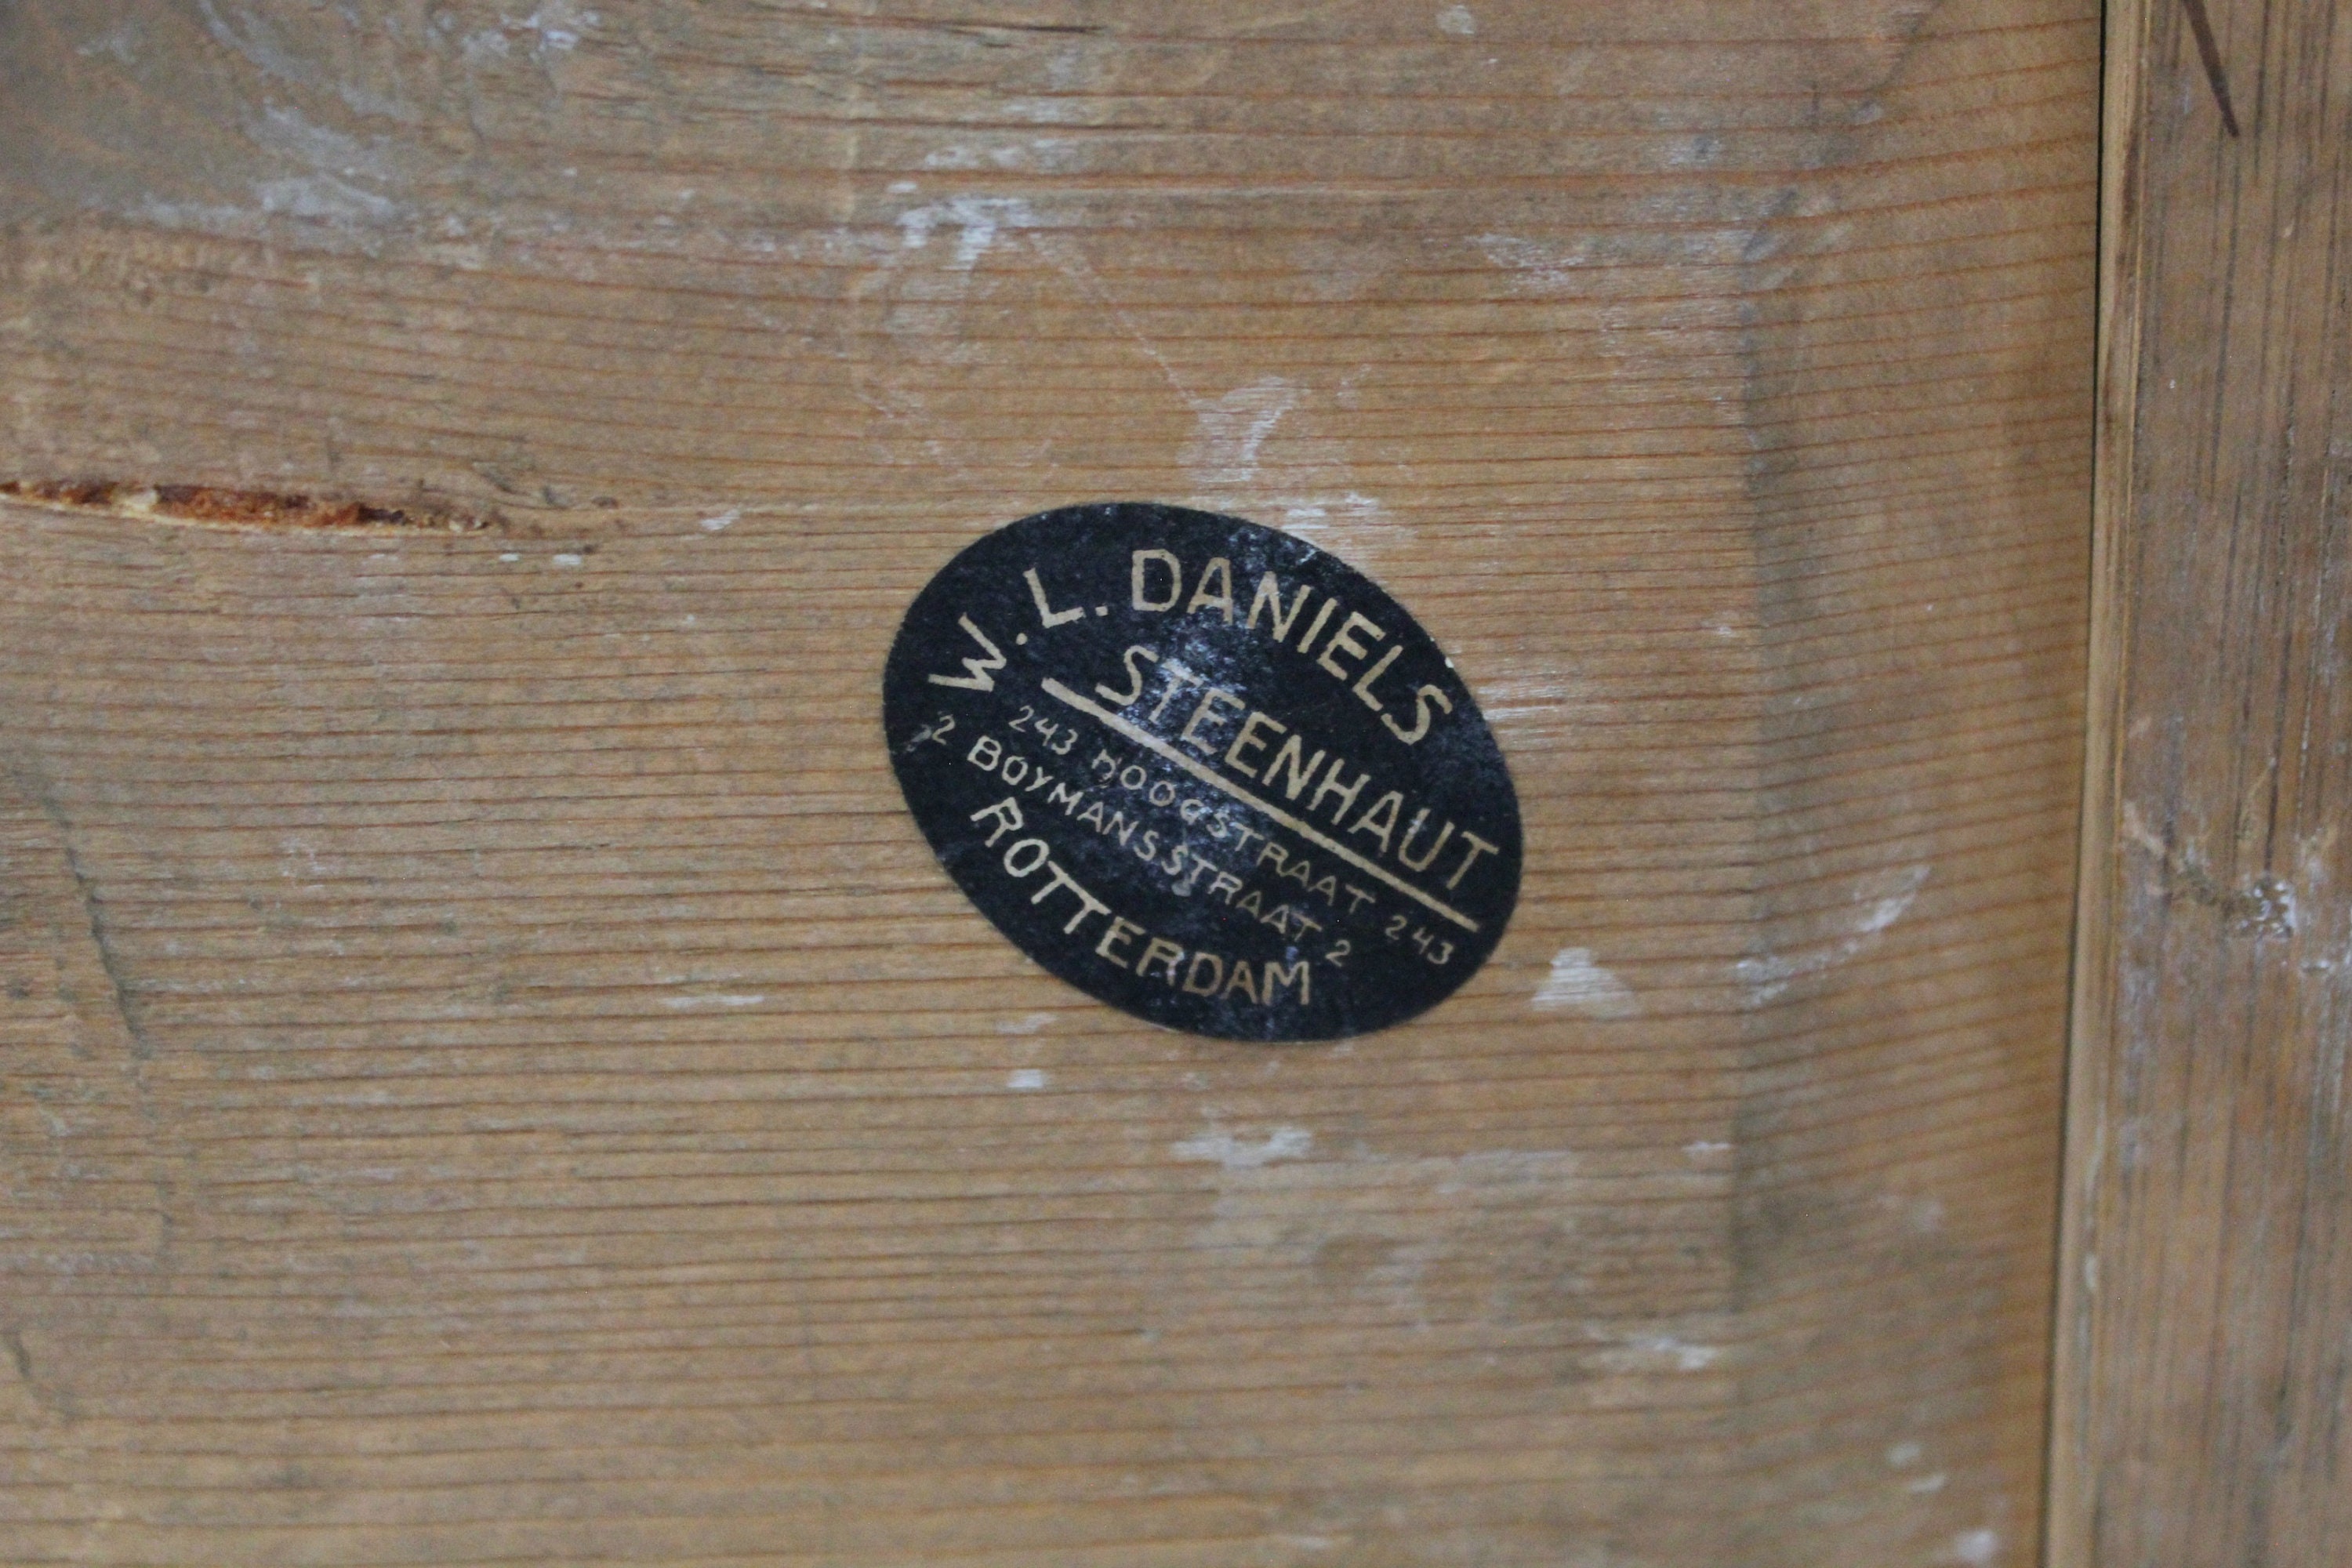 W. L. DANIELS
STEENHAUT
243 HOOGSTRAAT 243
2 BOYMANSSTRAAT 2
ROTTERDAM